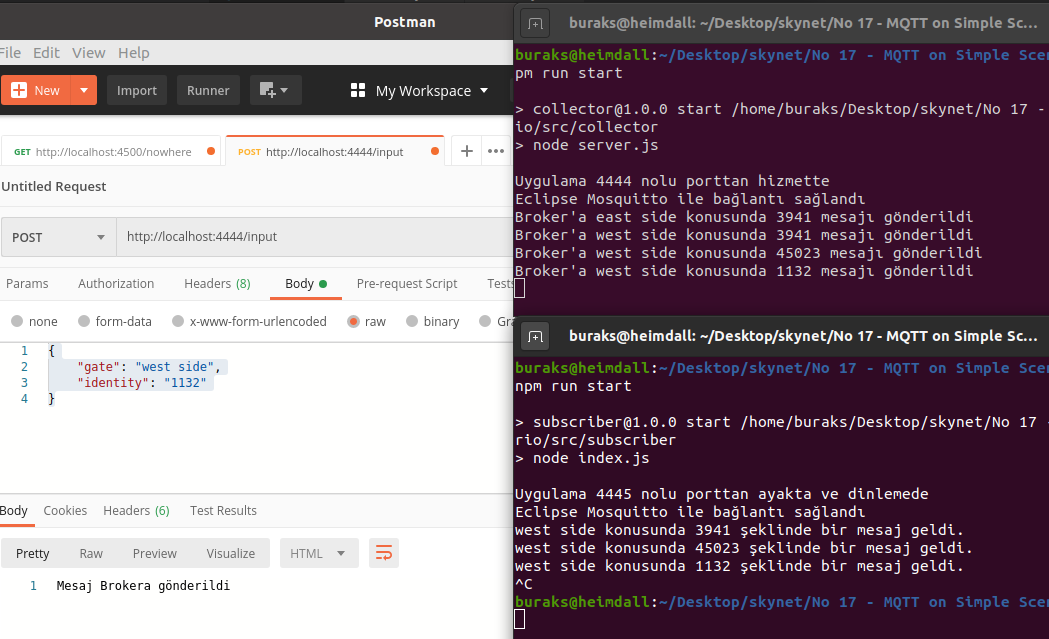 Postman
File Edit View Help
New Import Runner My Workspace
GET http://localhost:4500/nowhere POST http://localhost:4444/input
Untitled Request
POST http://localhost:4444/input
Params Authorization Headers (8) Body Pre-request Script Tests
none form-data x-www-form-urlencoded raw binary Gra
1 {
2 "gate": "west side",
3 "identity": "1132"
4 }
Body Cookies Headers (6) Test Results
Pretty Raw Preview Visualize HTML
1 Mesaj Brokera gönderildi
buraks@heimdall: ~/Desktop/skynet/No 17 - MQTT on Simple Sc...
buraks@heimdall:~/Desktop/skynet/No 17 - MQTT on Simple Scen
pm run start
> collector@1.0.0 start /home/buraks/Desktop/skynet/No 17 -
io/src/collector
> node server.js
Uygulama 4444 nolu porttan hizmette
Eclipse Mosquitto ile bağlantı sağlandı
Broker'a east side konusunda 3941 mesajı gönderildi
Broker'a west side konusunda 3941 mesajı gönderildi
Broker'a west side konusunda 45023 mesajı gönderildi
Broker'a west side konusunda 1132 mesajı gönderildi
buraks@heimdall: ~/Desktop/skynet/No 17 - MQTT on Simple Sc...
buraks@heimdall:~/Desktop/skynet/No 17 - MQTT on Simple Scen
npm run start
> subscriber@1.0.0 start /home/buraks/Desktop/skynet/No 17 -
rio/src/subscriber
> node index.js
Uygulama 4445 nolu porttan ayakta ve dinlemede
Eclipse Mosquitto ile bağlantı sağlandı
west side konusunda 3941 şeklinde bir mesaj geldi.
west side konusunda 45023 şeklinde bir mesaj geldi.
west side konusunda 1132 şeklinde bir mesaj geldi.
^C
buraks@heimdall:~/Desktop/skynet/No 17 - MQTT on Simple Scen